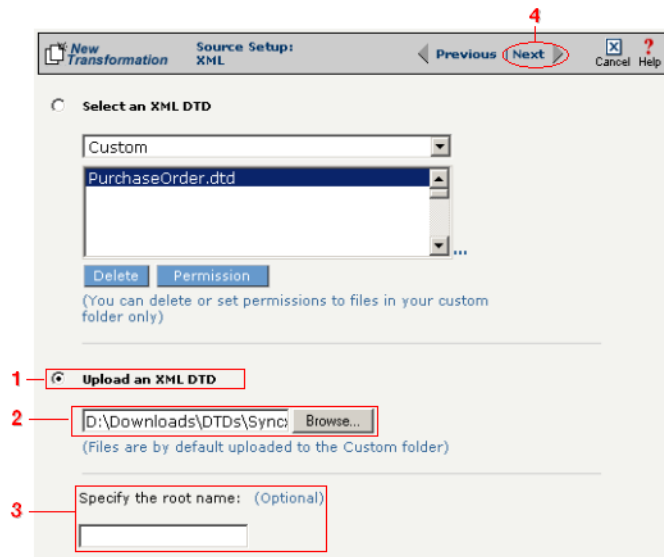 4
New Transformation
Source Setup: XML
Previous
Next
Cancel
Help
Select an XML DTD
Custom
PurchaseOrder.dtd
...
Delete
Permission
(You can delete or set permissions to files in your custom
folder only)
1
Upload an XML DTD
2
D:\Downloads\DTDs\Sync
Browse...
(Files are by default uploaded to the Custom folder)
3
Specify the root name: (Optional)